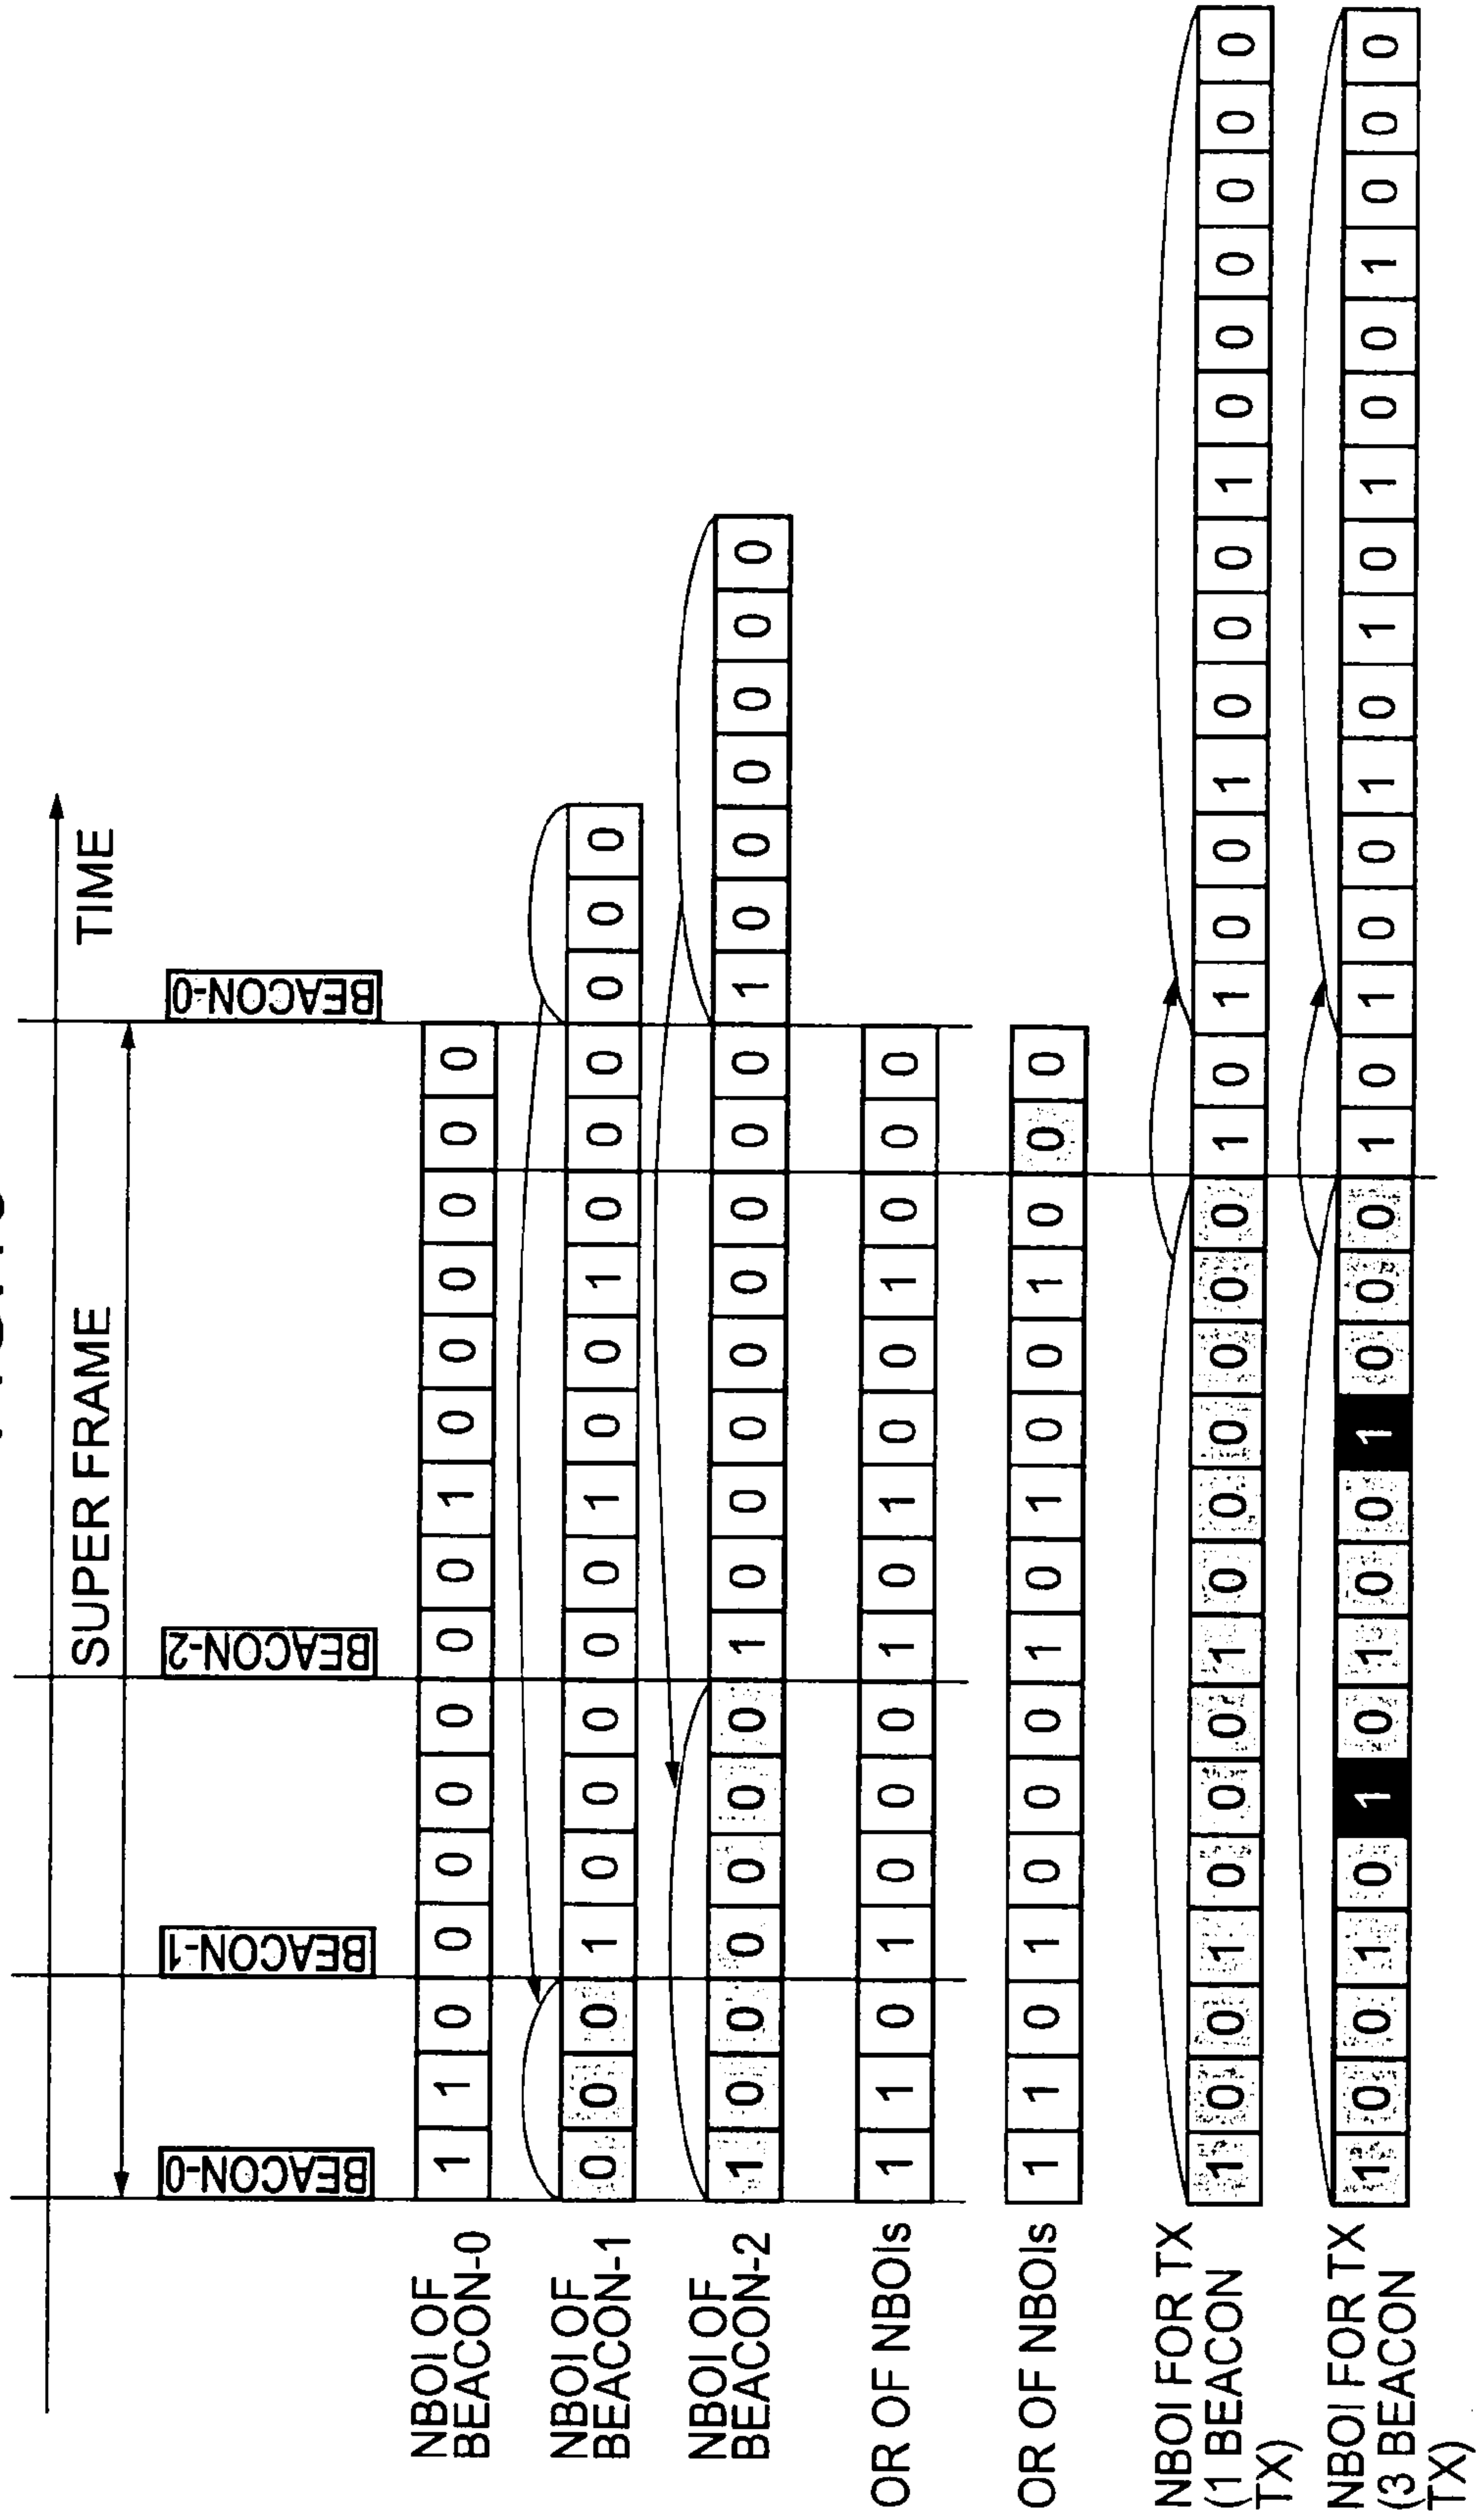 TIME
SUPER FRAME
BEACON-0
BEACON-1
BEACON-2
BEACON-0
NBOI OF
BEACON-0
1 1 0 0 0 0 0 0 0 1 0 0 0 0 0 0
NBOI OF
BEACON-1
0 0 0 1 0 0 0 0 0 1 0 0 1 0 0 0 0 0 0
NBOI OF
BEACON-2
1 0 0 0 0 0 0 1 0 0 0 0 0 0 0 0 1 0 0 0 0 0 0
OR OF NBOIs
1 1 0 1 0 0 0 1 0 1 0 0 1 0 0 0
OR OF NBOIs
1 1 0 1 0 0 0 1 0 1 0 0 1 0 0 0
NBOI FOR TX
(1 BEACON
TX)
1 0 0 1 0 0 0 1 0 0 0 0 0 0 1 0 1 0 0 1 0 0 0 1 0 0 0 0 0 0
NBOI FOR TX
(3 BEACON
TX)
1 0 0 1 0 1 0 1 0 0 1 0 0 0 1 0 1 0 0 1 0 1 0 1 0 0 1 0 0 0